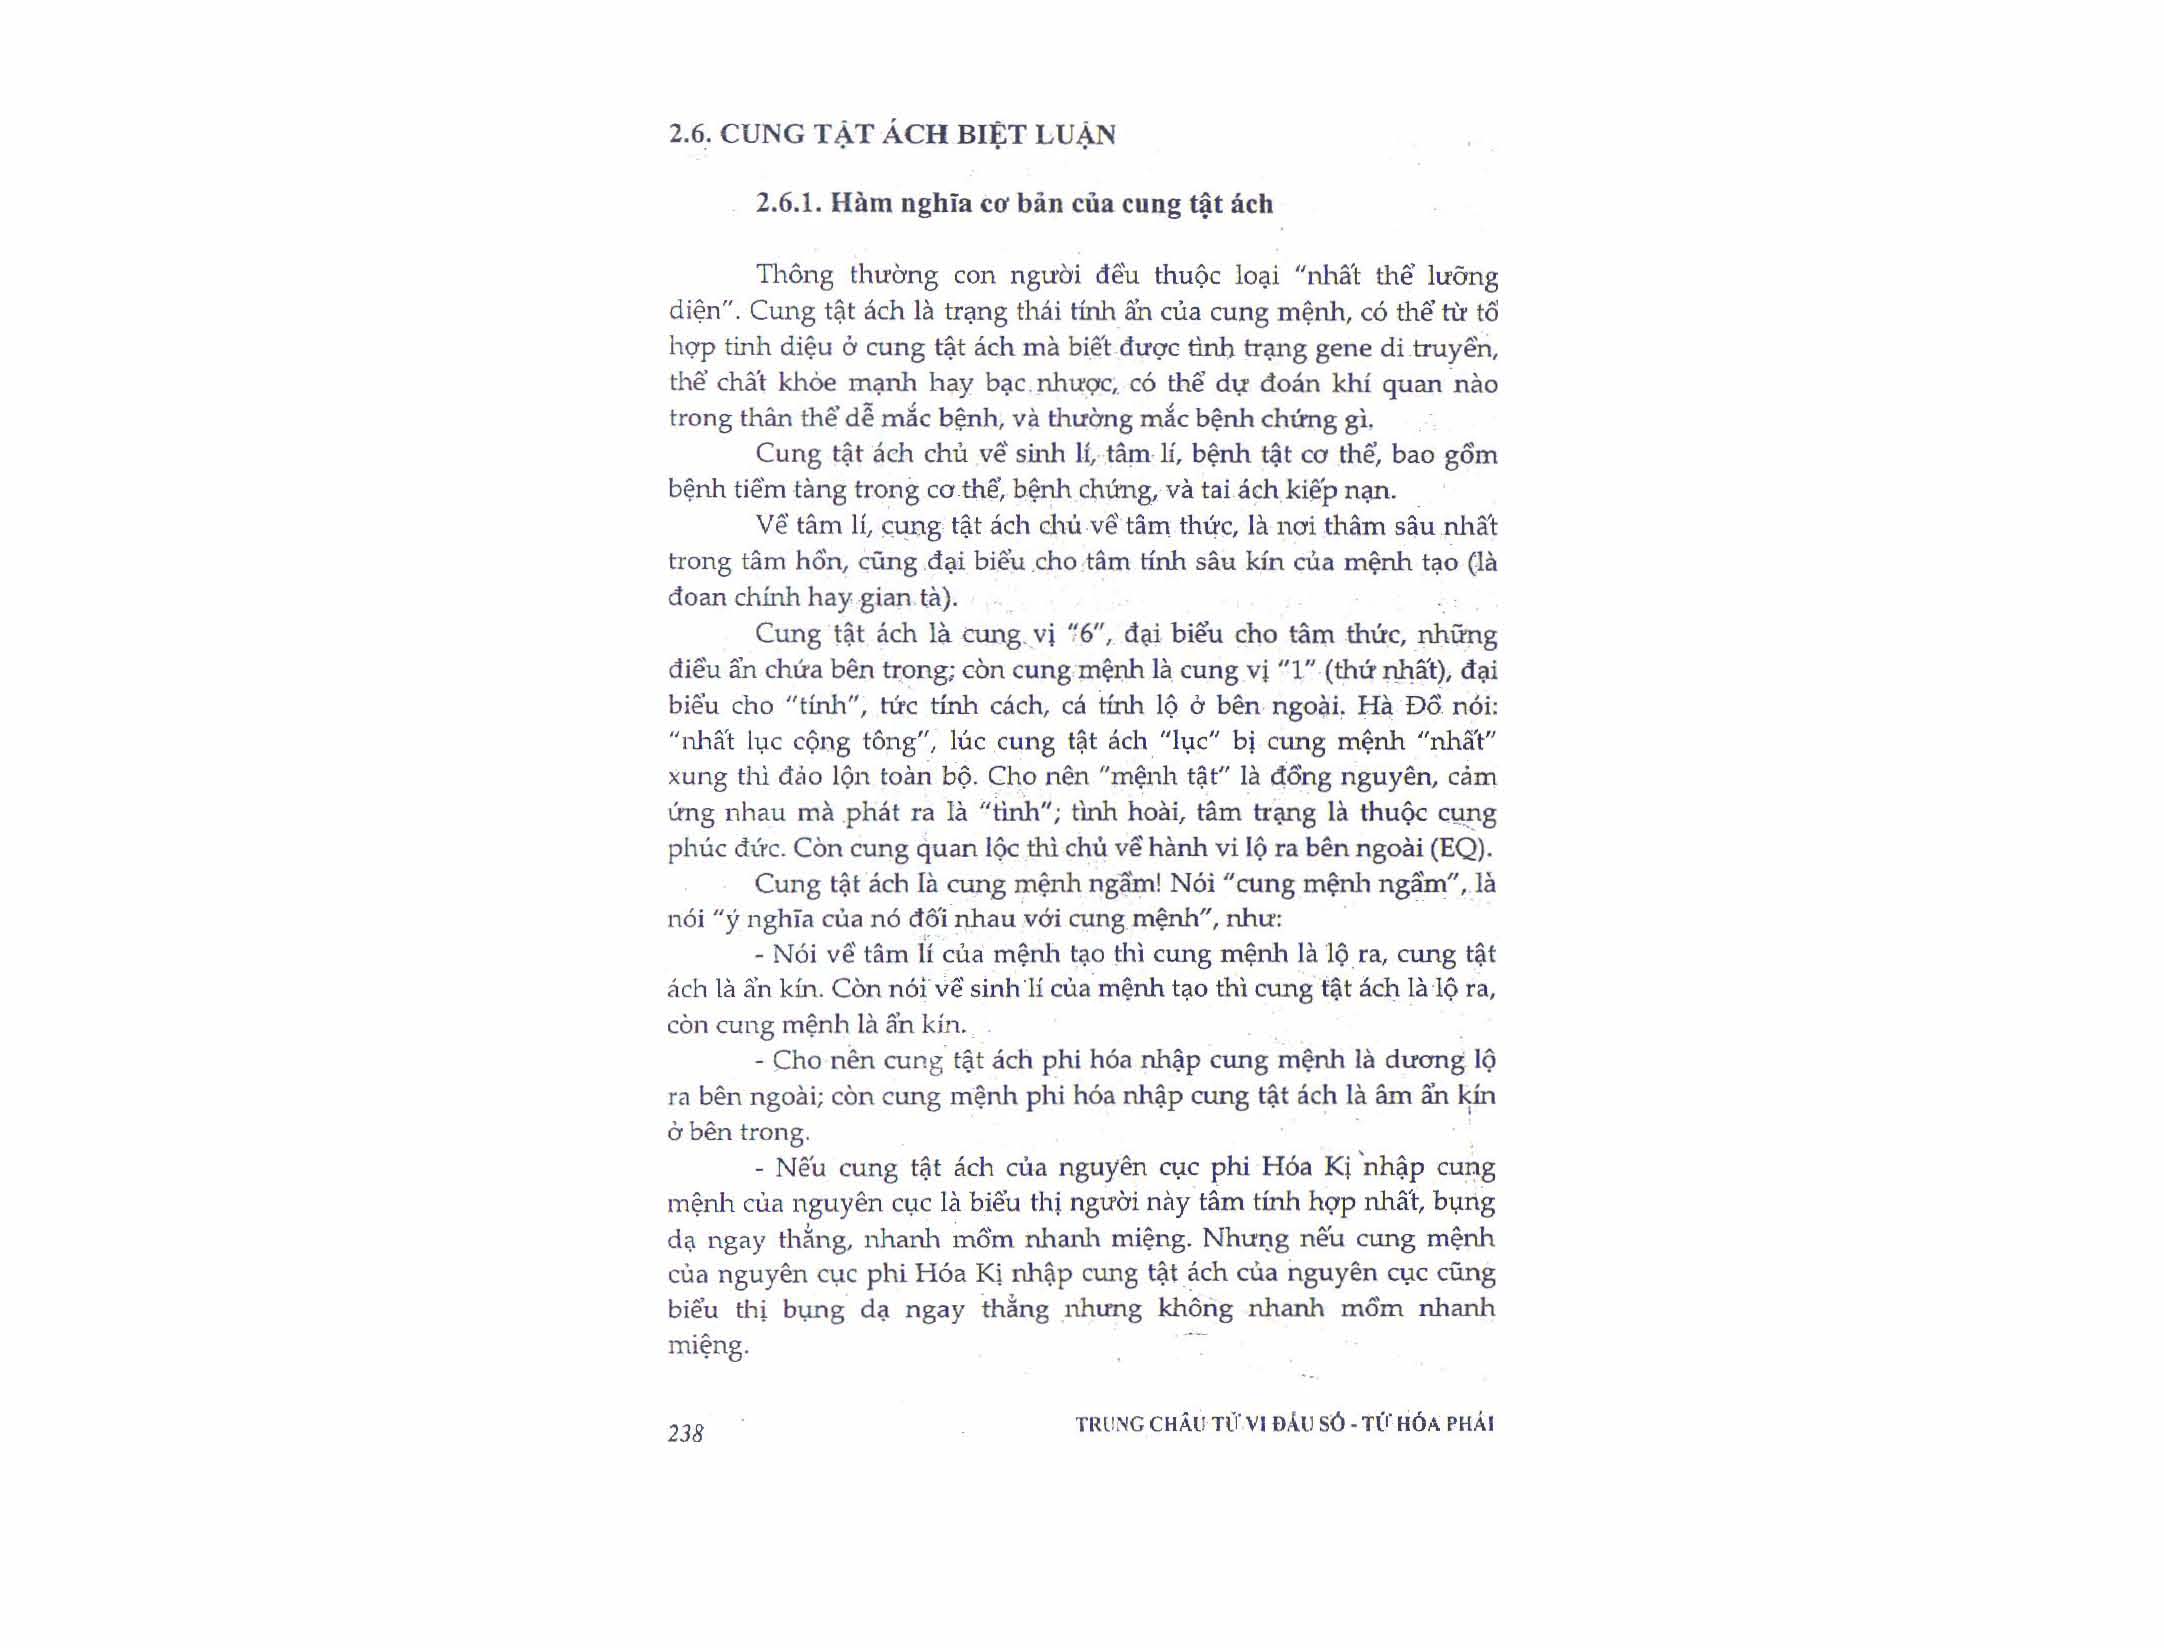 2.6. CUNG TẬT ÁCH BIỆT LUẬN
2.6.1. Hàm nghĩa cơ bản của cung tật ách
Thông thường con người đều thuộc loại "nhất thể lưỡng
diện". Cung tật ách là trạng thái tính ẩn của cung mệnh, có thể từ tổ
hợp tinh diệu ở cung tật ách mà biết được tình trạng gene di truyền,
thể chất khỏe mạnh hay bạc nhược, có thể dự đoán khí quan nào
trong thân thể dễ mắc bệnh, và thường mắc bệnh chứng gì.
Cung tật ách chủ về sinh lí, tâm lí, bệnh tật cơ thể, bao gồm
bệnh tiềm tàng trong cơ thể, bệnh chứng, và tai ách kiếp nạn.
Về tâm lí, cung tật ách chủ về tâm thức, là nơi thâm sâu nhất
trong tâm hồn, cũng đại biểu cho tâm tính sâu kín của mệnh tạo (là
đoan chính hay gian tà).
Cung tật ách là cung vị "6", đại biểu cho tâm thức, những
điều ẩn chứa bên trong; còn cung mệnh là cung vị "1" (thứ nhất), đại
biểu cho "tính", tức tính cách, cá tính lộ ở bên ngoài. Hà Đồ nói:
"nhất lục cộng tông", lúc cung tật ách "lục" bị cung mệnh "nhất"
xung thì đảo lộn toàn bộ. Cho nên "mệnh tật" là đồng nguyên, cảm
ứng nhau mà phát ra là "tình"; tình hoài, tâm trạng là thuộc cung
phúc đức. Còn cung quan lộc thì chủ về hành vi lộ ra bên ngoài (EQ).
Cung tật ách là cung mệnh ngầm! Nói "cung mệnh ngầm", là
nói "ý nghĩa của nó đối nhau với cung mệnh", như:
- Nói về tâm lí của mệnh tạo thì cung mệnh là lộ ra, cung tật
ách là ẩn kín. Còn nói về sinh lí của mệnh tạo thì cung tật ách là lộ ra,
còn cung mệnh là ẩn kín.
- Cho nên cung tật ách phi hóa nhập cung mệnh là dương lộ
ra bên ngoài; còn cung mệnh phi hóa nhập cung tật ách là âm ẩn kín
ở bên trong.
- Nếu cung tật ách của nguyên cục phi Hóa Kị nhập cung
mệnh của nguyên cục là biểu thị người này tâm tính hợp nhất, bụng
dạ ngay thẳng, nhanh mồm nhanh miệng. Nhưng nếu cung mệnh
của nguyên cục phi Hóa Kị nhập cung tật ách của nguyên cục cũng
biểu thị bụng dạ ngay thẳng nhưng không nhanh mồm nhanh
miệng.
238
TRUNG CHÂU TỬ VI ĐẨU SỐ - TỨ HÓA PHÁI